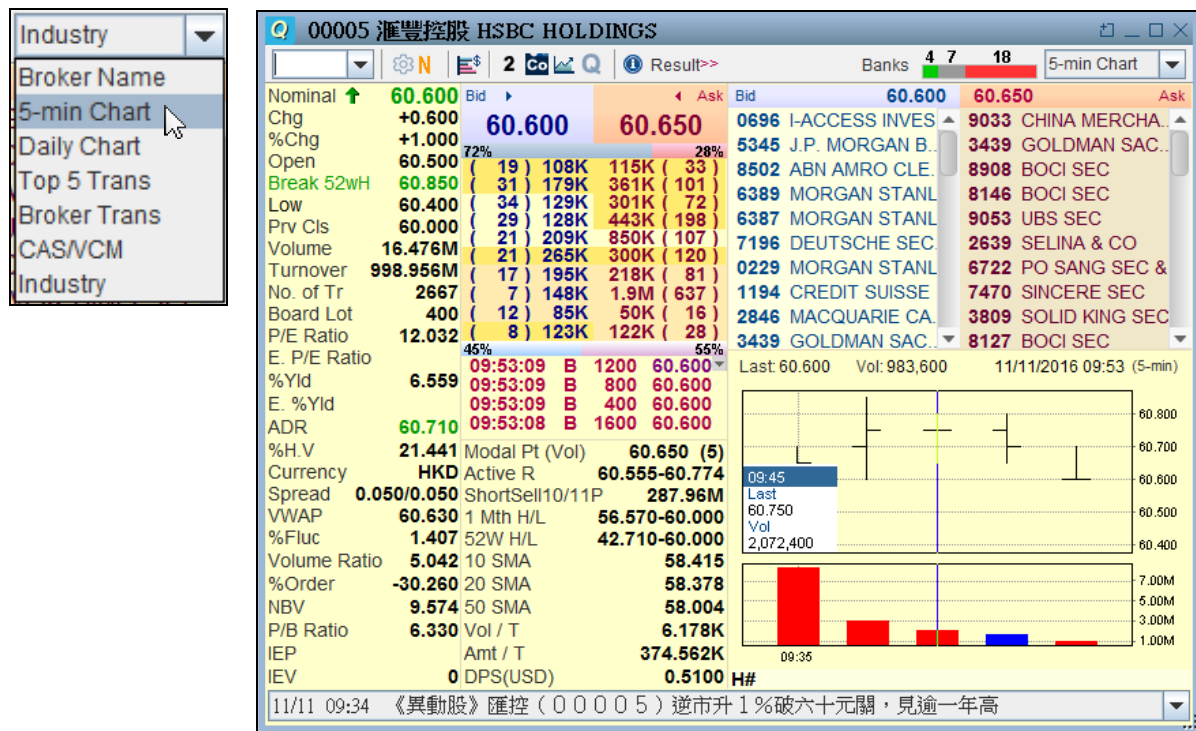 Industry
Broker Name
5-min Chart
Daily Chart
Top 5 Trans
Broker Trans
CAS/VCM
Industry
Q 00005 滙豐控股 HSBC HOLDINGS
N 2 Co Q Result>> Banks 4 7 18 5-min Chart
Nominal 60.600
Chg +0.600
%Chg +1.000
Open 60.500
Break 52wH 60.850
Low 60.400
Prv Cls 60.000
Volume 16.476M
Turnover 998.956M
No. of Tr 2667
Board Lot 400
P/E Ratio 12.032
E. P/E Ratio
%Yld 6.559
E. %Yld
ADR 60.710
%H.V 21.441
Currency HKD
Spread 0.050/0.050
VWAP 60.630
%Fluc 1.407
Volume Ratio 5.042
%Order -30.260
NBV 9.574
P/B Ratio 6.330
IEP
IEV 0
Bid Ask
60.600 60.650
72% 28%
( 19 ) 108K 115K ( 33 )
( 31 ) 179K 361K ( 101 )
( 34 ) 129K 301K ( 72 )
( 29 ) 128K 443K ( 198 )
( 21 ) 209K 850K ( 107 )
( 21 ) 265K 300K ( 120 )
( 17 ) 195K 218K ( 81 )
( 7 ) 148K 1.9M ( 637 )
( 12 ) 85K 50K ( 16 )
( 8 ) 123K 122K ( 28 )
45% 55%
09:53:09 B 1200 60.600
09:53:09 B 800 60.600
09:53:09 B 400 60.600
09:53:08 B 1600 60.600
Modal Pt (Vol) 60.650 (5)
Active R 60.555-60.774
ShortSell10/11P 287.96M
1 Mth H/L 56.570-60.000
52W H/L 42.710-60.000
10 SMA 58.415
20 SMA 58.378
50 SMA 58.004
Vol / T 6.178K
Amt / T 374.562K
DPS(USD) 0.5100
Bid 60.600 60.650 Ask
0696 I-ACCESS INVES 9033 CHINA MERCHA..
5345 J.P. MORGAN B.. 3439 GOLDMAN SAC..
8502 ABN AMRO CLE. 8908 BOCI SEC
6389 MORGAN STANL 8146 BOCI SEC
6387 MORGAN STANL 9053 UBS SEC
7196 DEUTSCHE SEC. 2639 SELINA & CO
0229 MORGAN STANL 6722 PO SANG SEC &
1194 CREDIT SUISSE 7470 SINCERE SEC
2846 MACQUARIE CA. 3809 SOLID KING SEC
3439 GOLDMAN SAC.. 8127 BOCI SEC
Last: 60.600 Vol: 983,600 11/11/2016 09:53 (5-min)
60.800
60.700
60.600
60.500
60.400
09:45
Last
60.750
Vol
2,072,400
7.00M
5.00M
3.00M
1.00M
09:35
H#
11/11 09:34 《異動股》匯控（００００５）逆市升１％破六十元關，見逾一年高